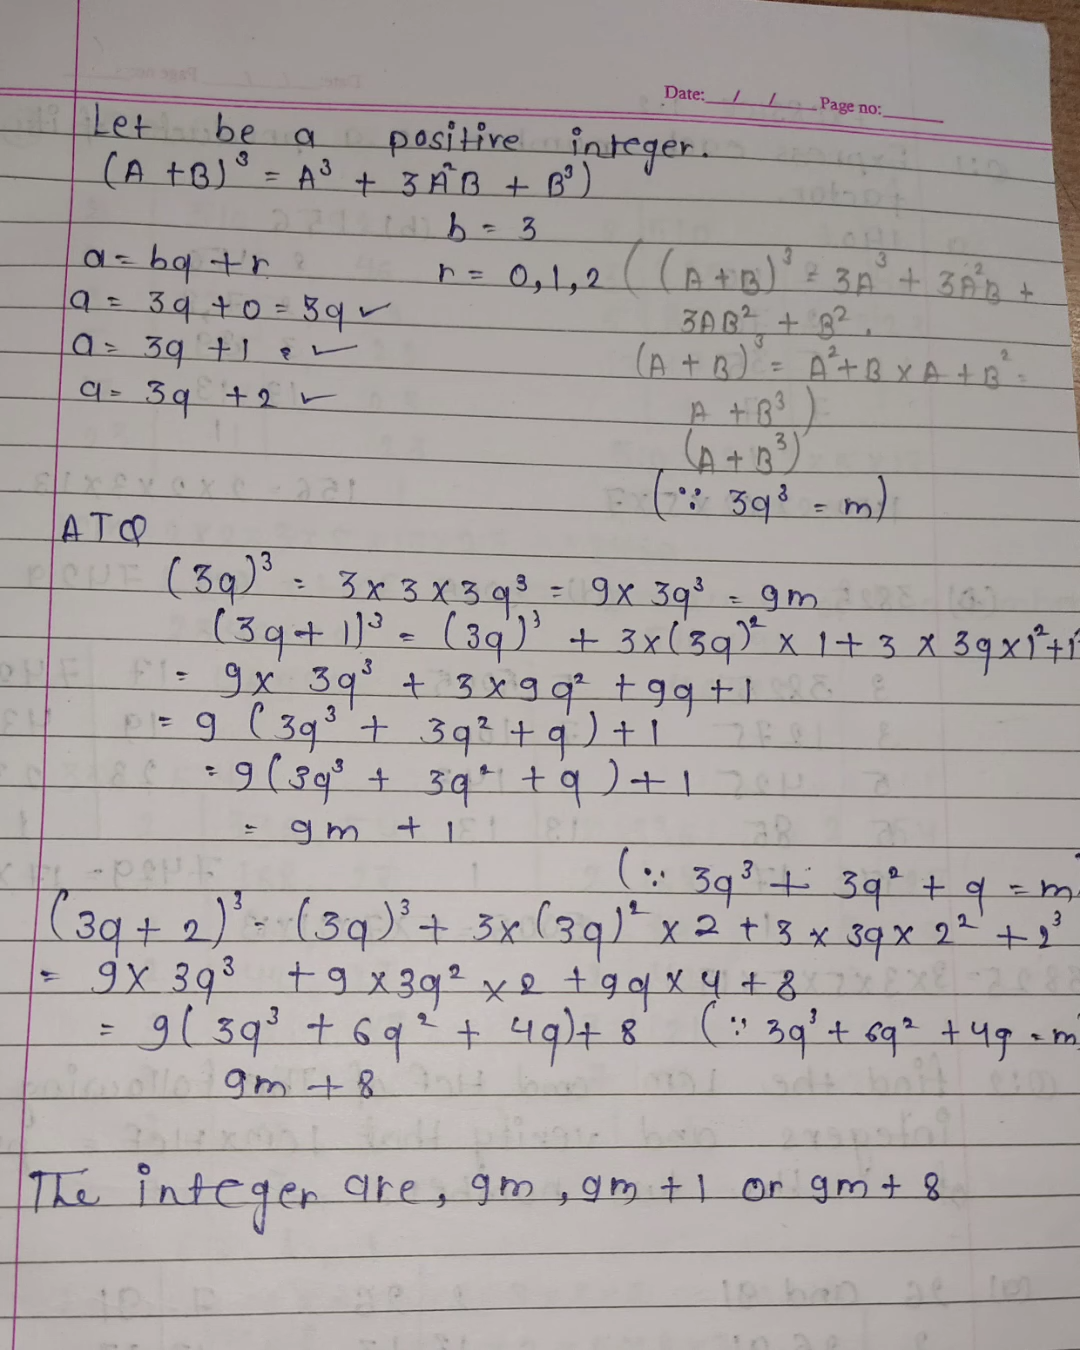 Date: / / Page no:
Let be a positive integer.
(A + B)³ = A³ + 3A²B + B³)
b = 3
a = bq + r r = 0, 1, 2 ( (A + B)³ = 3A³ + 3A²B +
a = 3q + 0 = 3q ✓ 3AB² + B².
a = 3q + 1 . ✓ (A + B)³ = A² + B × A + B² =
a = 3q + 2 ✓ A + B³ )
(A + B³)
(∵ 3q³ = m)
ATQ
(3q)³ = 3 × 3 × 3q³ = 9 × 3q³ = 9m
(3q + 1)³ = (3q)³ + 3 × (3q)² × 1 + 3 × 3q × 1² + 1³
= 9 × 3q³ + 3 × 9q² + 9q + 1
= 9 (3q³ + 3q² + q) + 1
= 9 (3q³ + 3q² + q) + 1
= 9m + 1
(∵ 3q³ + 3q² + q = m)
(3q + 2)³ = (3q)³ + 3 × (3q)² × 2 + 3 × 3q × 2² + 2³
= 9 × 3q³ + 9 × 3q² × 2 + 9q × 4 + 8
= 9 (3q³ + 6q² + 4q) + 8 (∵ 3q³ + 6q² + 4q = m)
9m + 8
The integer are, 9m, 9m + 1 or 9m + 8